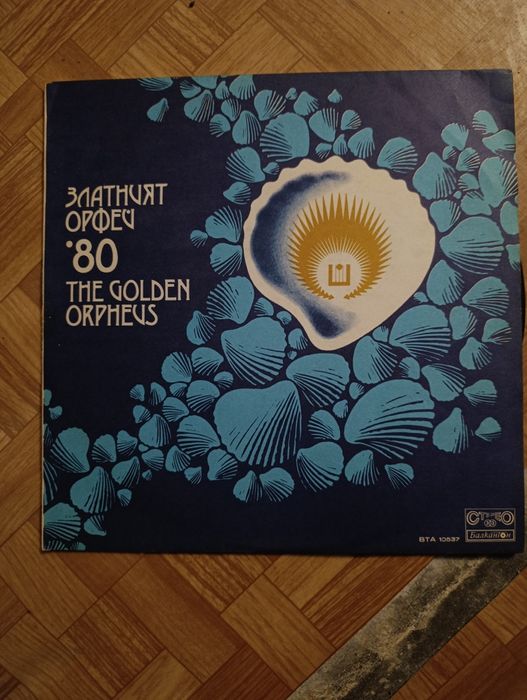 ЗЛАТНИЯТ
ОРФЕЙ
'80
THE GOLDEN
ORPHEUS
СТЕРЕО
Балкантон
ВТА 10537